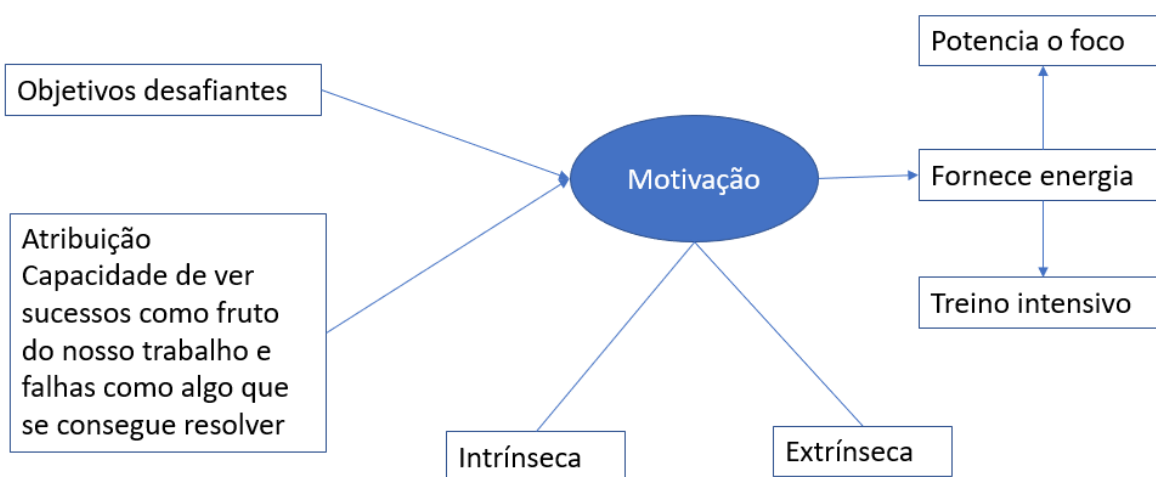 Potencia o foco
Objetivos desafiantes
Motivação
Fornece energia
Atribuição
Capacidade de ver
sucessos como fruto
do nosso trabalho e
falhas como algo que
se consegue resolver
Treino intensivo
Intrínseca
Extrínseca